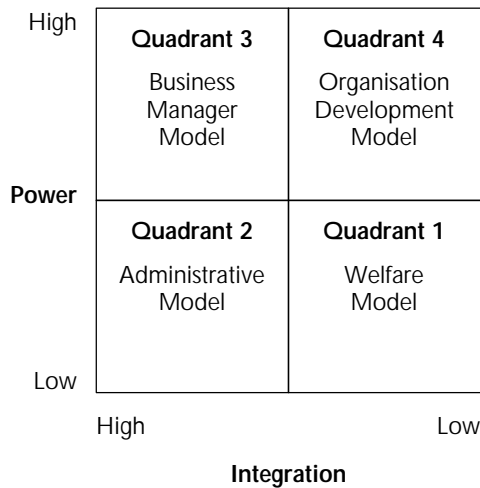 High
Quadrant 3
Business
Manager
Model
Quadrant 4
Organisation
Development
Model
Power
Quadrant 2
Administrative
Model
Quadrant 1
Welfare
Model
Low
High
Low
Integration